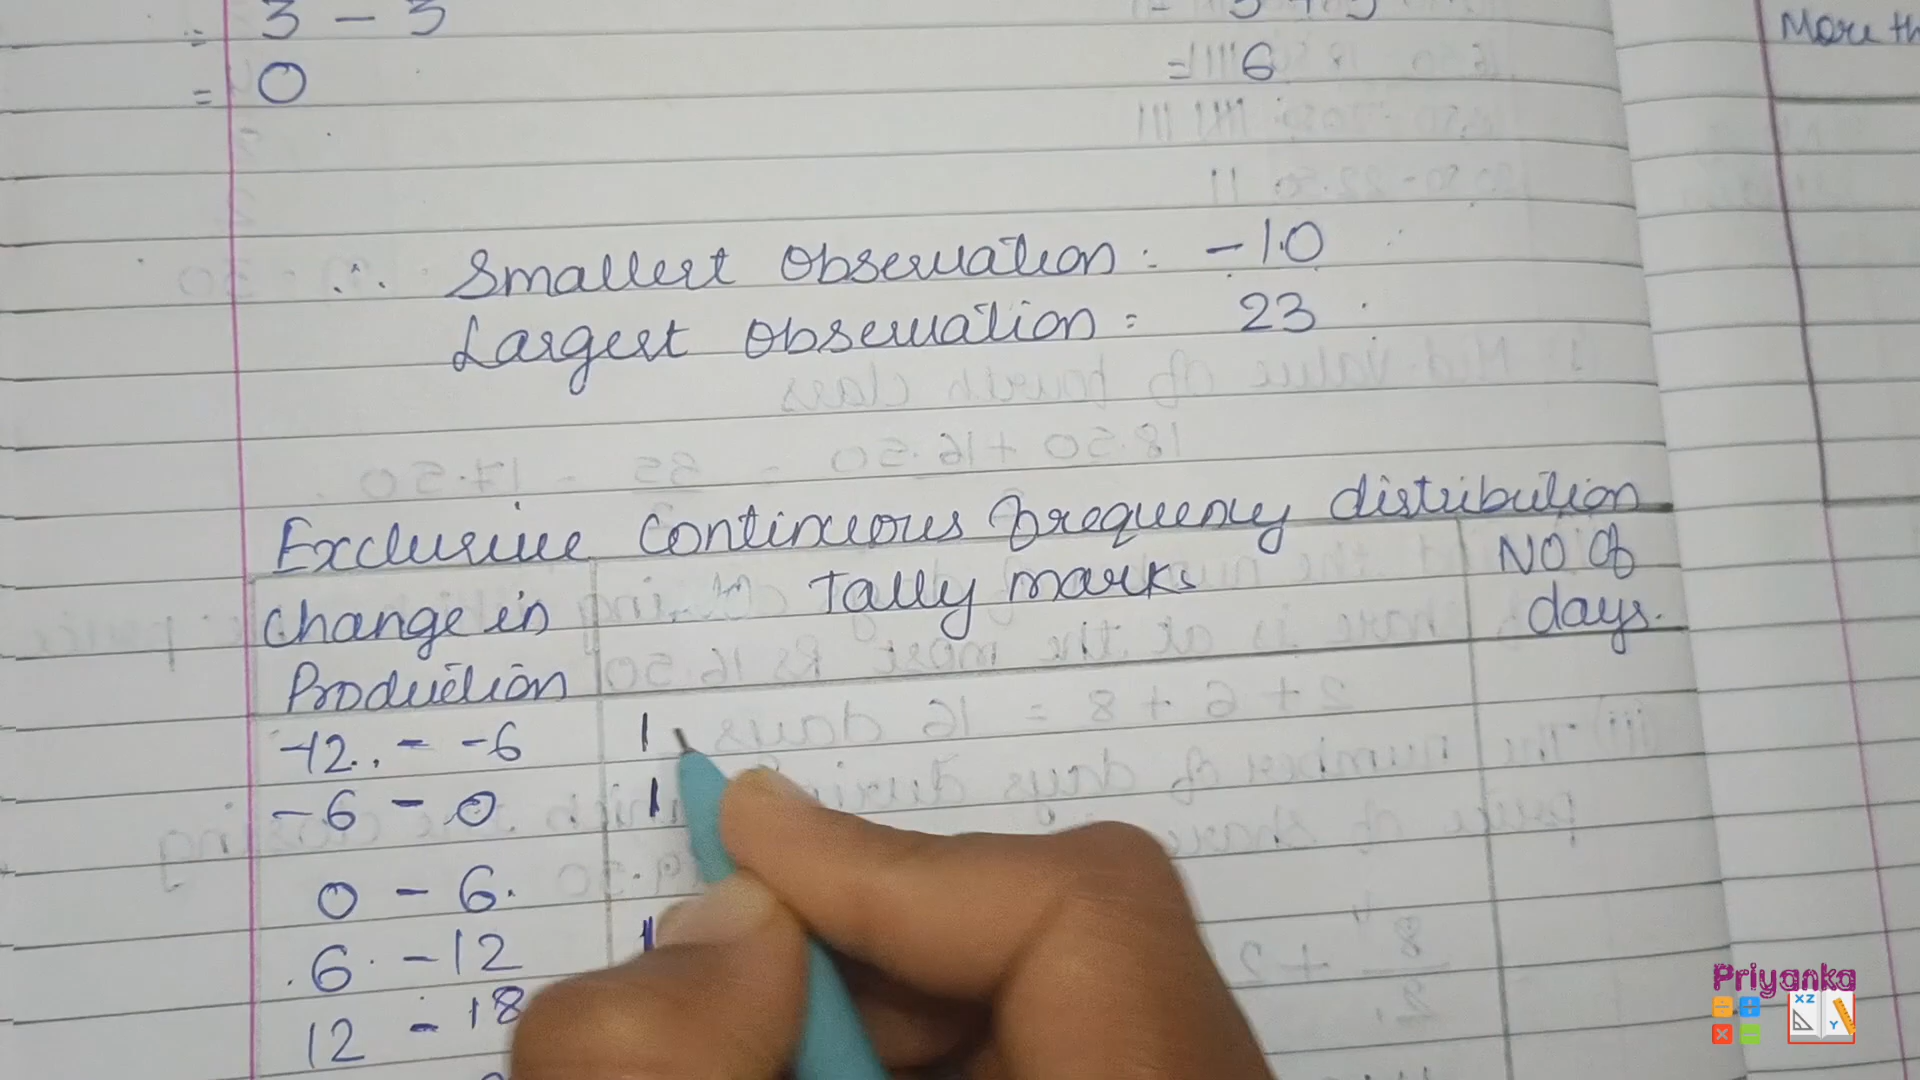 = 3 - 3
= 0
= 6
∴ Smallest Observation : -10
Largest Observation = 23
Exclusive Continuous frequency distribution
Change in Production
Tally marks
NO of days.
-12 - -6 |
-6 - 0 |
0 - 6
6 - 12 |
12 - 18
More th
Priyanka
XZ
Y